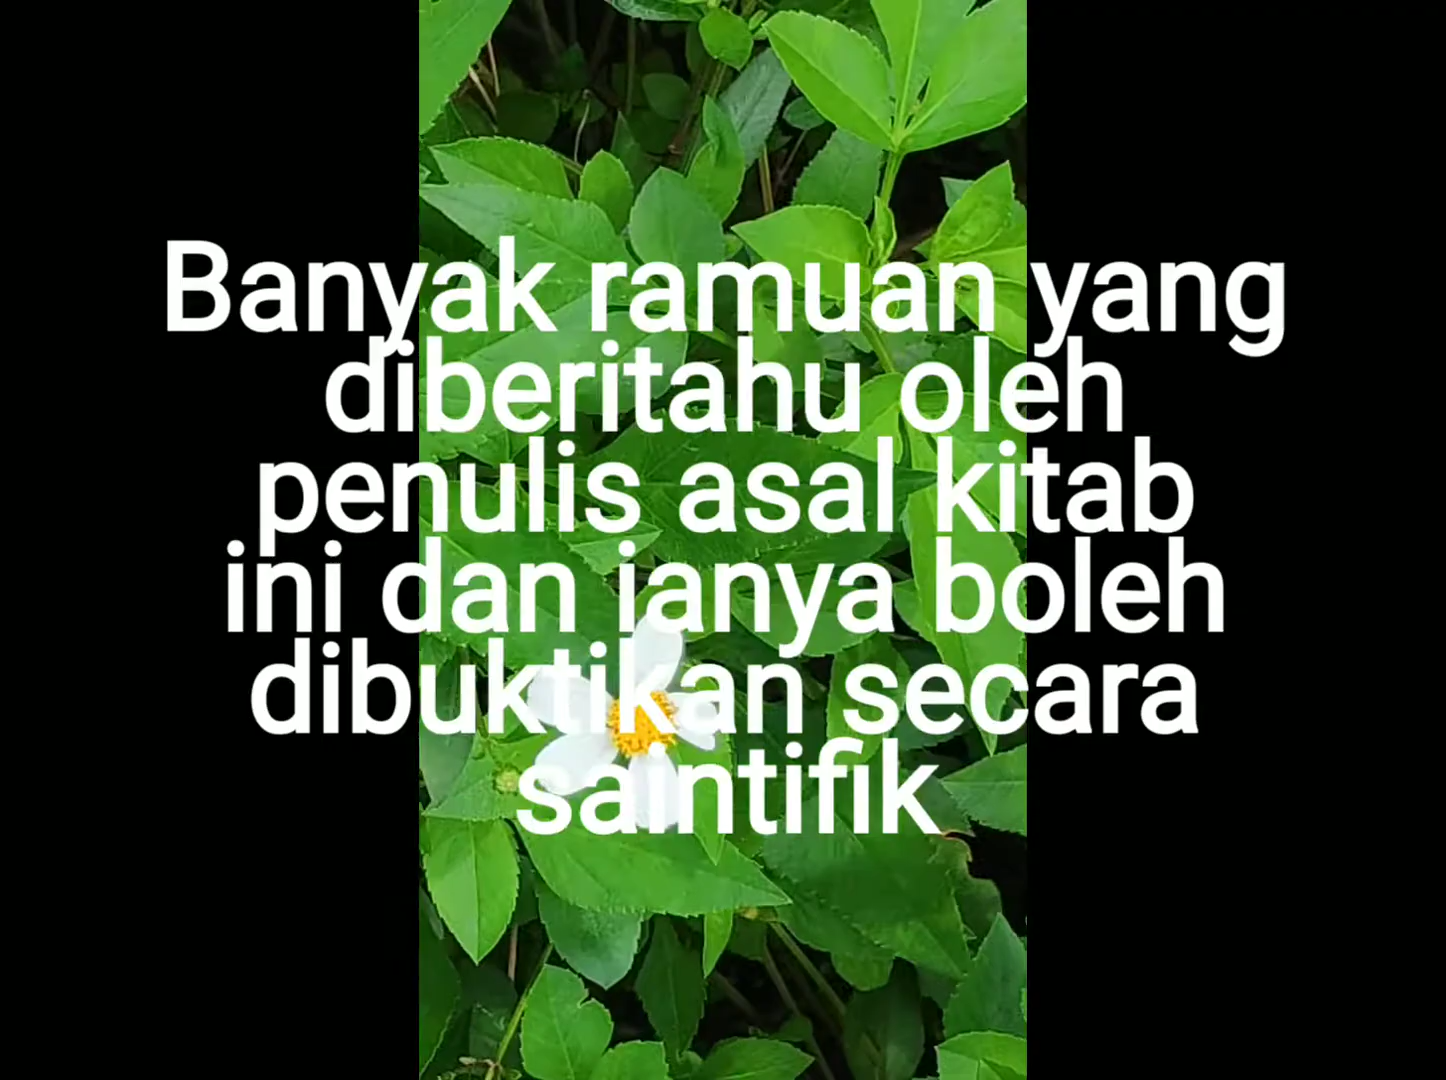 Banyak ramuan yang
diberitahu oleh
penulis asal kitab
ini dan ianya boleh
dibuktikan secara
saintifik